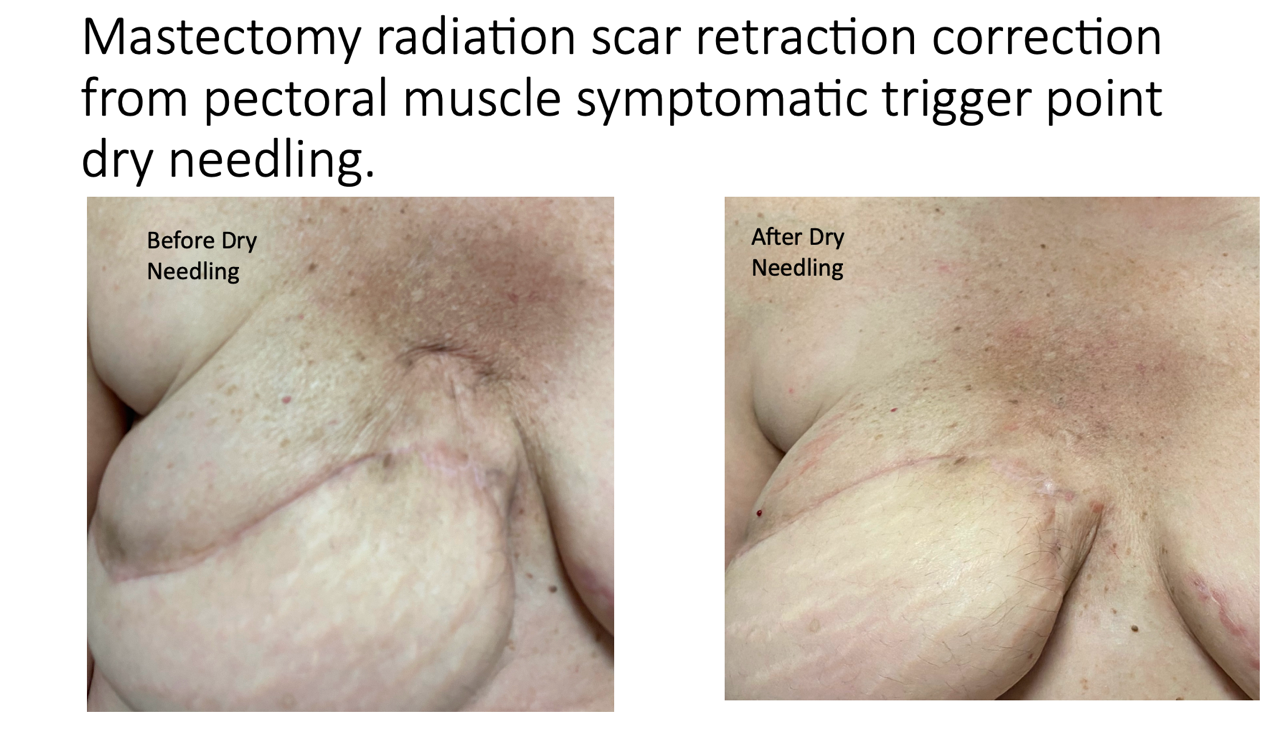 Mastectomy radiation scar retraction correction
from pectoral muscle symptomatic trigger point
dry needling.
Before Dry
Needling
After Dry
Needling